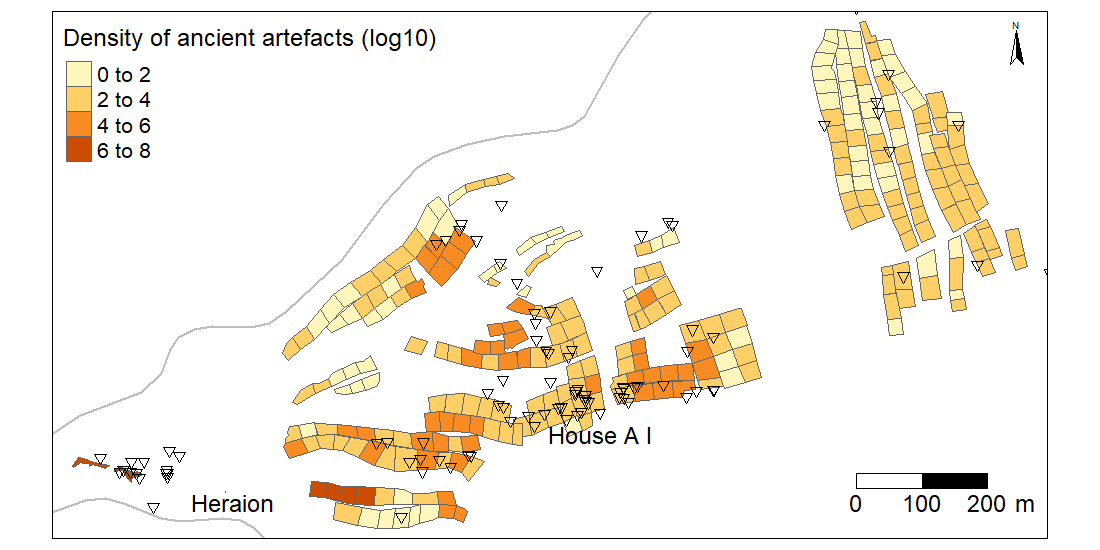 Density of ancient artefacts (log10)
0 to 2
2 to 4
4 to 6
6 to 8
N
House A I
Heraion
0 100 200 m